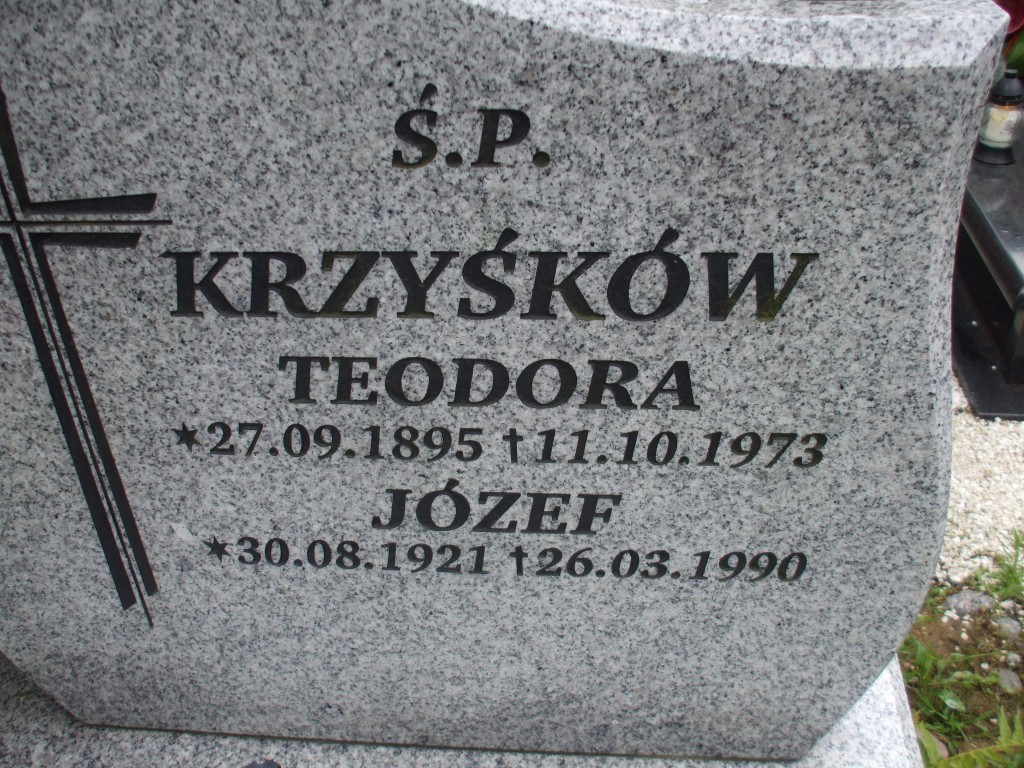 Ś.P.
KRZYŚKÓW
TEODORA
★27.09.1895 †11.10.1973
JÓZEF
★30.08.1921 †26.03.1990